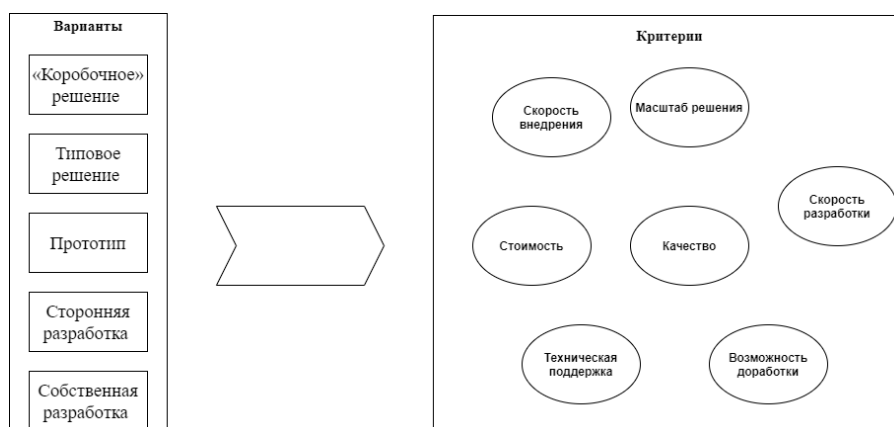 Варианты
«Коробочное»
решение
Типовое
решение
Прототип
Сторонняя
разработка
Собственная
разработка
Критерии
Скорость
внедрения
Масштаб решения
Скорость
разработки
Стоимость
Качество
Техническая
поддержка
Возможность
доработки